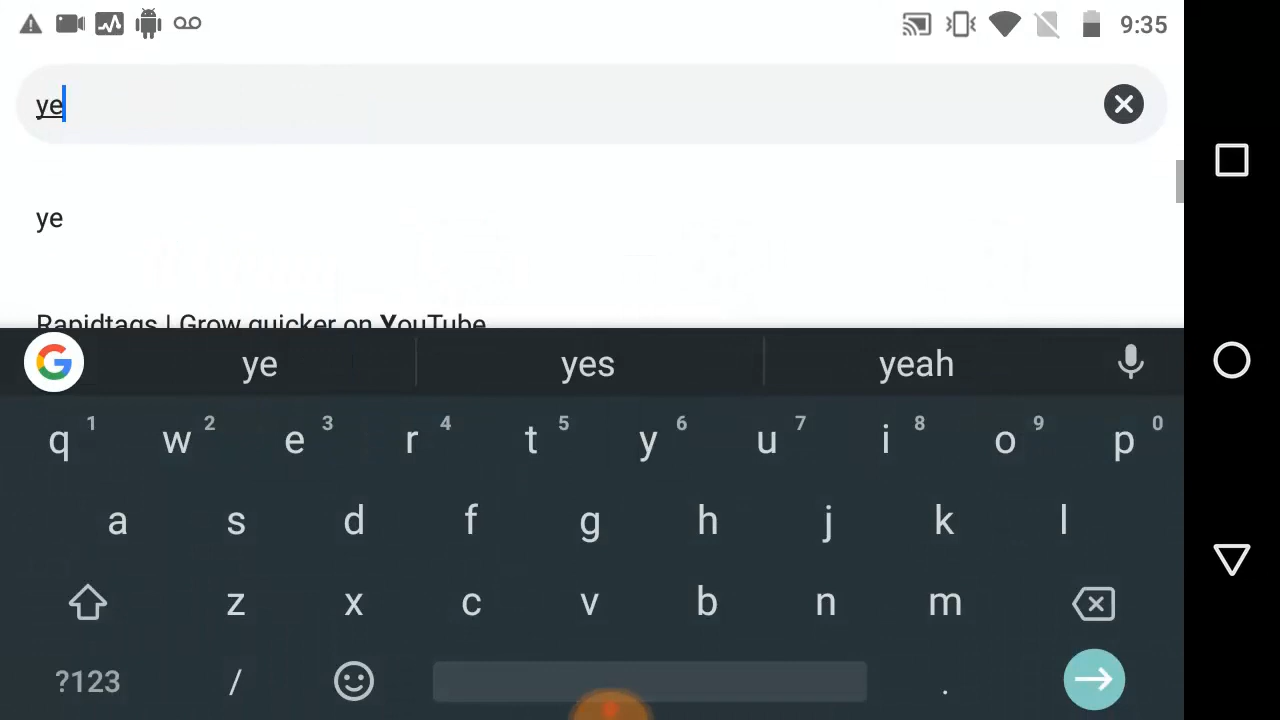 9:35
ye
ye
Rapidtags | Grow quicker on YouTube
ye yes yeah
q 1 w 2 e 3 r 4 t 5 y 6 u 7 i 8 o 9 p 0
a s d f g h j k l
z x c v b n m
?123 / .